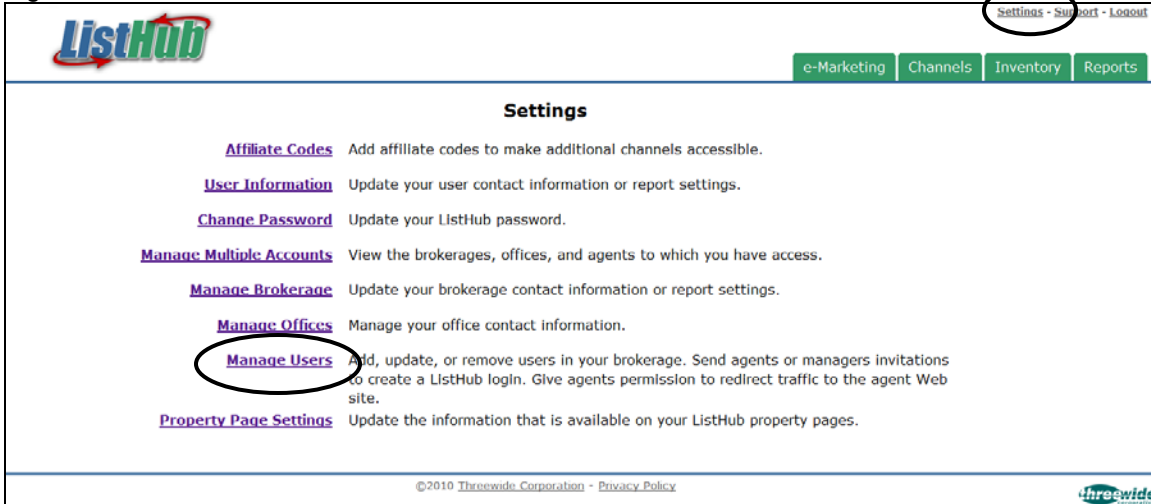 Settings - Support - Logout
ListHub
e-Marketing Channels Inventory Reports
Settings
Affiliate Codes Add affiliate codes to make additional channels accessible.
User Information Update your user contact information or report settings.
Change Password Update your ListHub password.
Manage Multiple Accounts View the brokerages, offices, and agents to which you have access.
Manage Brokerage Update your brokerage contact information or report settings.
Manage Offices Manage your office contact information.
Manage Users Add, update, or remove users in your brokerage. Send agents or managers invitations
to create a ListHub login. Give agents permission to redirect traffic to the agent Web
site.
Property Page Settings Update the information that is available on your ListHub property pages.
©2010 Threewide Corporation - Privacy Policy
threewide